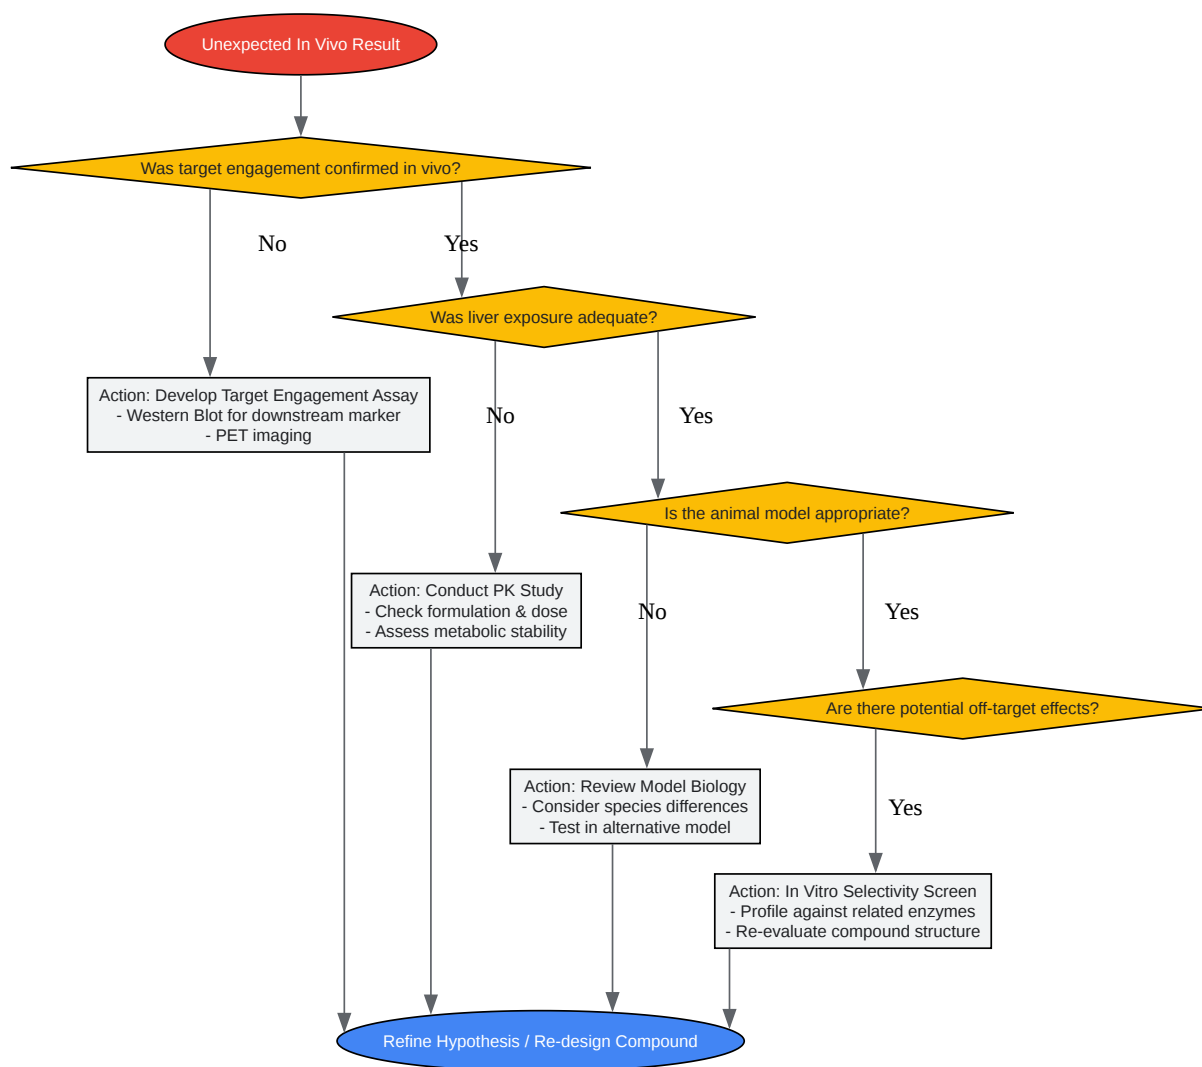 Unexpected In Vivo Result
Was target engagement confirmed in vivo?
No
Yes
Was liver exposure adequate?
Action: Develop Target Engagement Assay
- Western Blot for downstream marker
- PET imaging
No
Yes
Is the animal model appropriate?
Action: Conduct PK Study
- Check formulation & dose
- Assess metabolic stability
No
Yes
Are there potential off-target effects?
Action: Review Model Biology
- Consider species differences
- Test in alternative model
Yes
Action: In Vitro Selectivity Screen
- Profile against related enzymes
- Re-evaluate compound structure
Refine Hypothesis / Re-design Compound